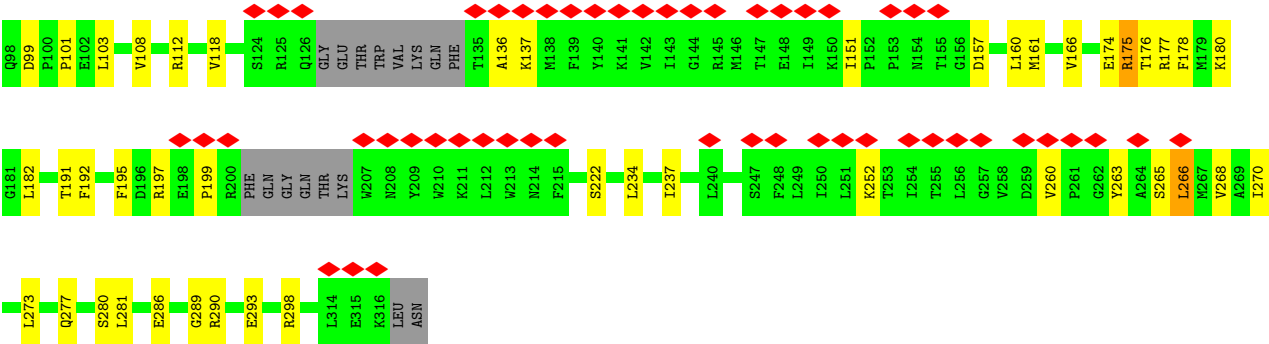 Q98 D99 P100 P101 E102 L103 V108 R112 V118 S124 R125 Q126 GLY GLU THR TRP VAL LYS GLN PHE T135 A136 K137 M138 F139 Y140 K141 V142 I143 G144 R145 M146 T147 E148 I149 K150 I151 P152 P153 N154 T155 G156 D157 L160 M161 V166 E174 R175 T176 R177 F178 M179 K180
G181 L182 T191 F192 F195 D196 R197 E198 P199 R200 PHE GLN GLY GLN THR LYS W207 N208 Y209 W210 K211 L212 W213 N214 F215 S222 L234 I237 L240 S247 F248 L249 I250 L251 K252 T253 I254 T255 L256 G257 V258 D259 V260 P261 G262 Y263 A264 S265 L266 M267 V268 A269 I270
L273 Q277 S280 L281 E286 G289 R290 E293 R298 L314 E315 K316 LEU ASN